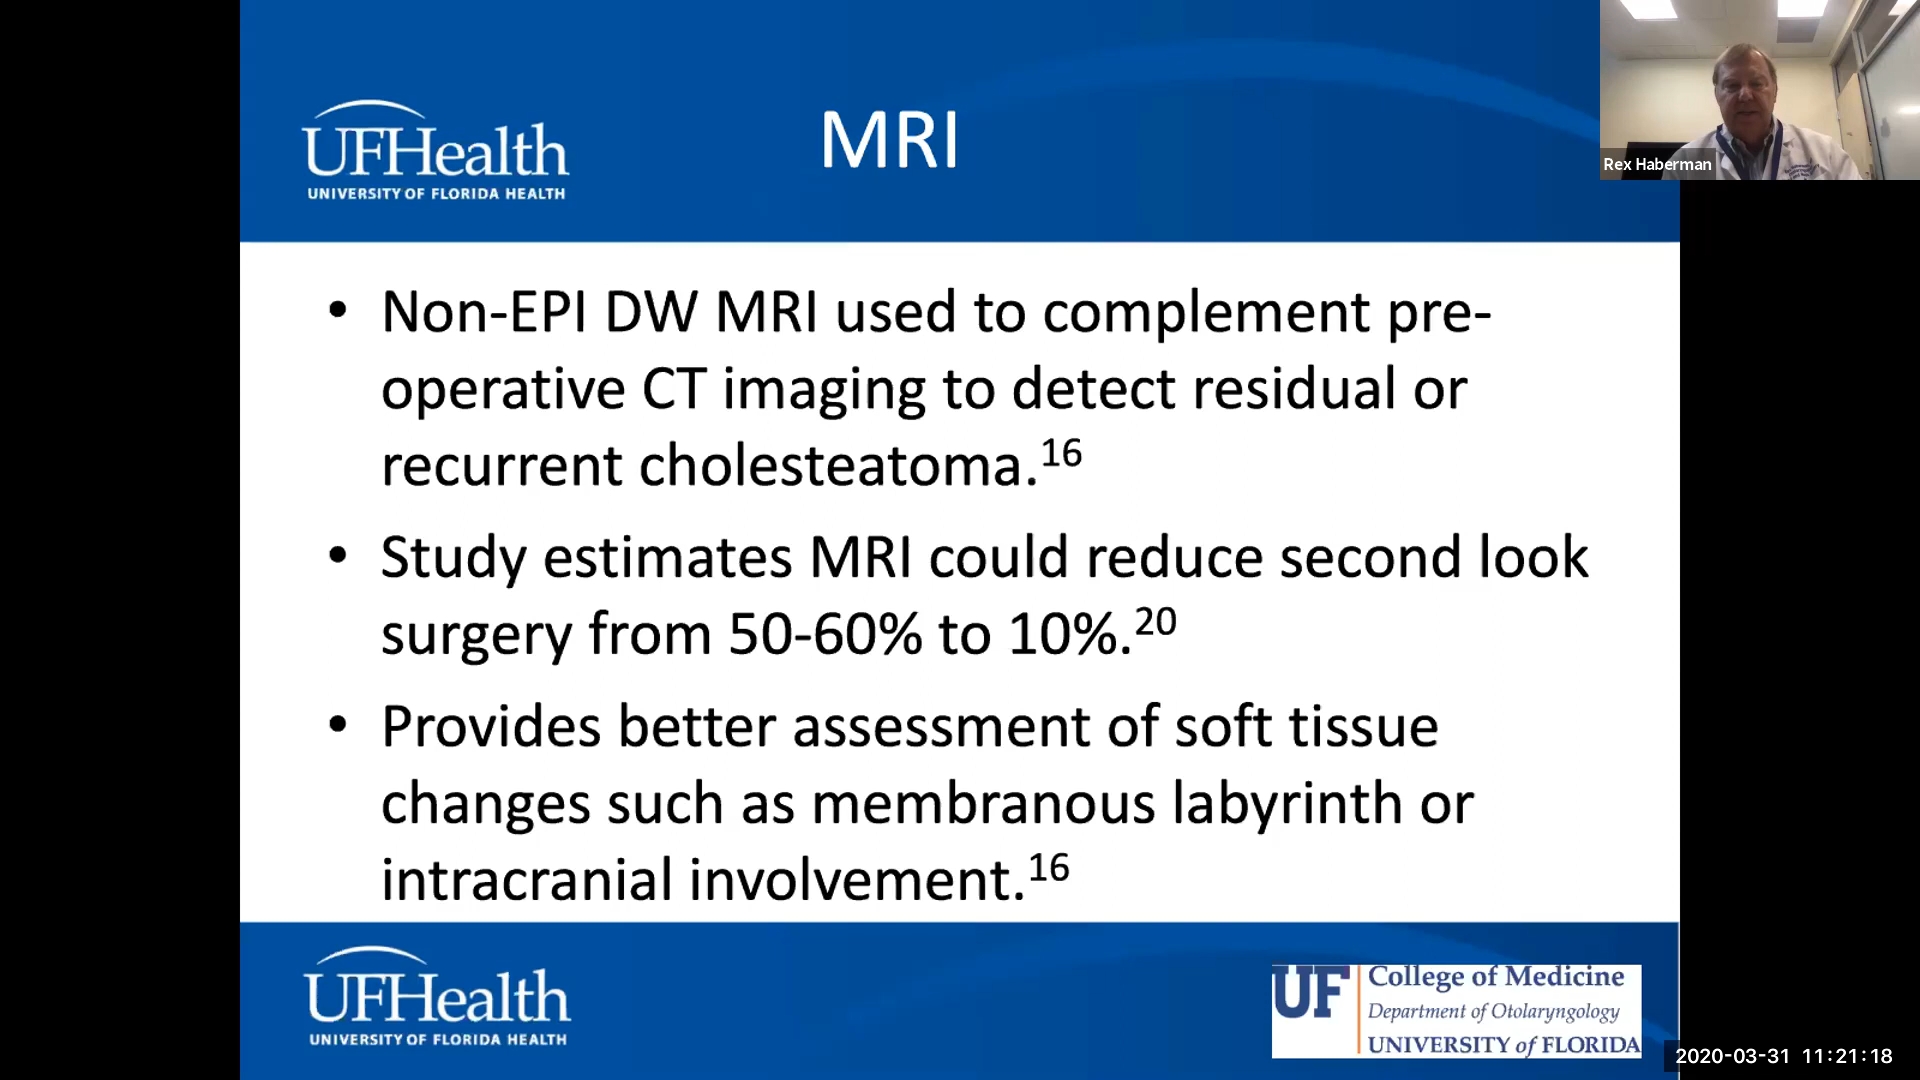 UFHealth
UNIVERSITY OF FLORIDA HEALTH
MRI
Rex Haberman
• Non-EPI DW MRI used to complement pre-
operative CT imaging to detect residual or
recurrent cholesteatoma.16
• Study estimates MRI could reduce second look
surgery from 50-60% to 10%.20
• Provides better assessment of soft tissue
changes such as membranous labyrinth or
intracranial involvement.16
UFHealth
UNIVERSITY OF FLORIDA HEALTH
UF
College of Medicine
Department of Otolaryngology
UNIVERSITY of FLORIDA
2020-03-31 11:21:18